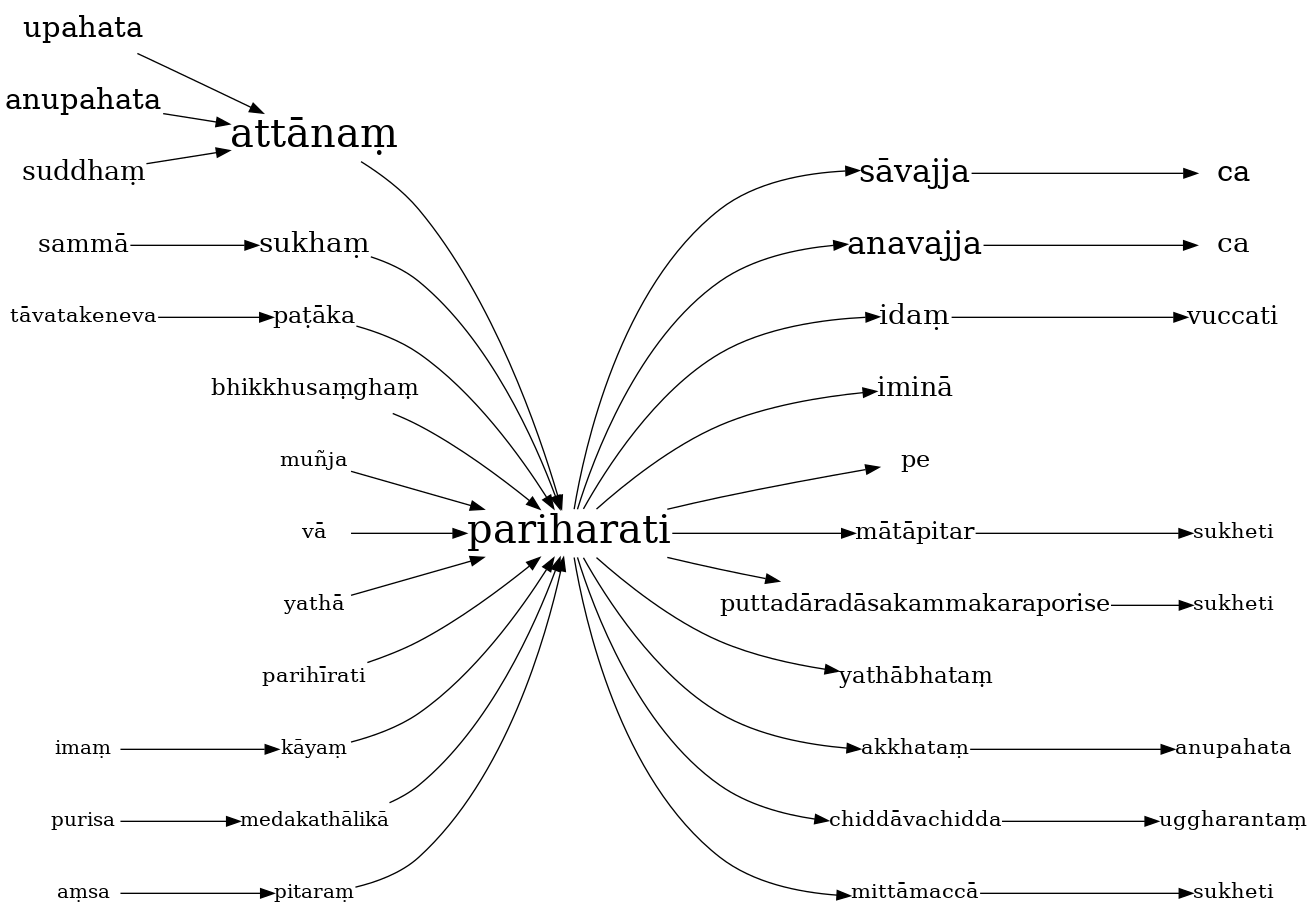 upahata
anupahata
attānaṃ
suddhaṃ
sāvajja ca
sammā sukhaṃ anavajja ca
tāvatakeneva paṭāka idaṃ vuccati
bhikkhusaṃghaṃ iminā
muñja pe
vā pariharati mātāpitar sukheti
yathā puttadāradāsakammakaraporise sukheti
parihīrati yathābhataṃ
imaṃ kāyaṃ akkhataṃ anupahata
purisa medakathālikā chiddāvachidda uggharantaṃ
aṃsa pitaraṃ mittāmaccā sukheti